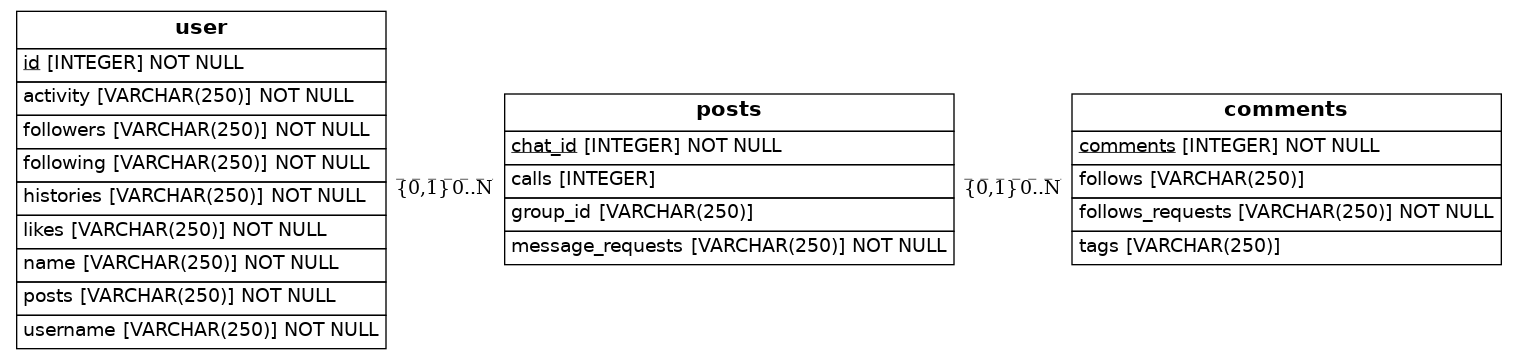 user
id [INTEGER] NOT NULL
activity [VARCHAR(250)] NOT NULL
followers [VARCHAR(250)] NOT NULL
following [VARCHAR(250)] NOT NULL
histories [VARCHAR(250)] NOT NULL
likes [VARCHAR(250)] NOT NULL
name [VARCHAR(250)] NOT NULL
posts [VARCHAR(250)] NOT NULL
username [VARCHAR(250)] NOT NULL
{0,1}0..N
posts
chat_id [INTEGER] NOT NULL
calls [INTEGER]
group_id [VARCHAR(250)]
message_requests [VARCHAR(250)] NOT NULL
{0,1}0..N
comments
comments [INTEGER] NOT NULL
follows [VARCHAR(250)]
follows_requests [VARCHAR(250)] NOT NULL
tags [VARCHAR(250)]